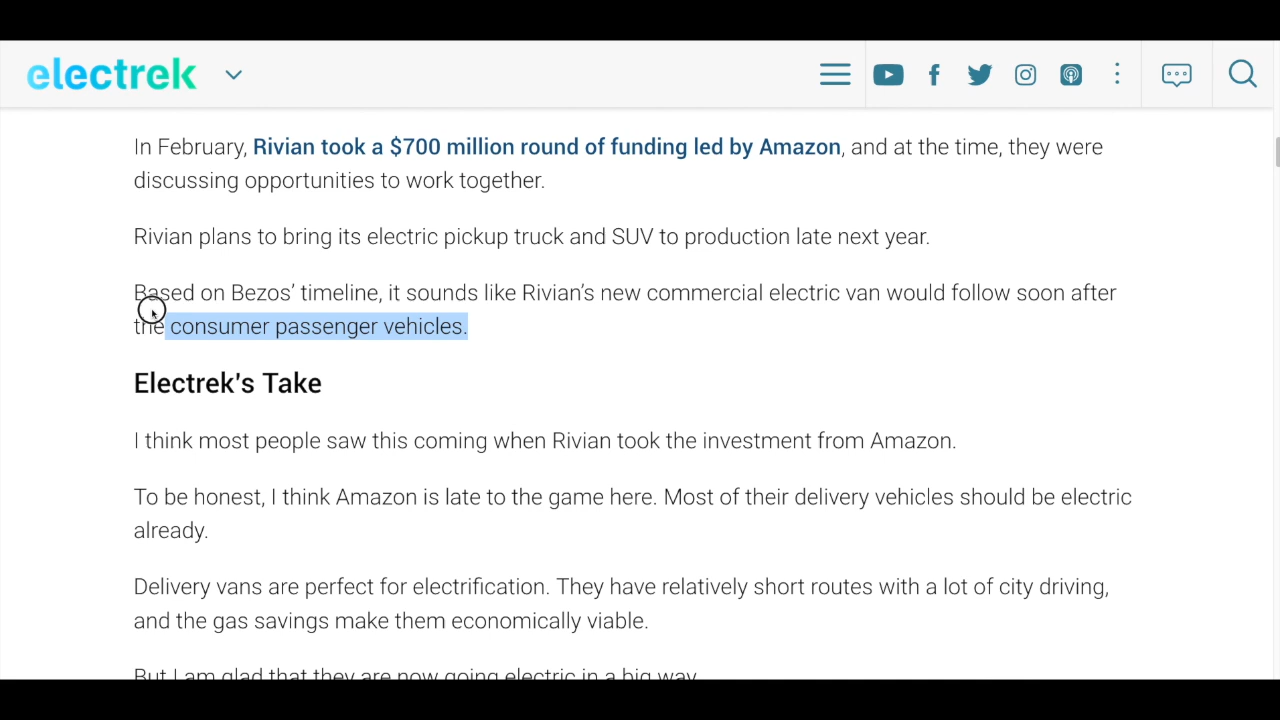 electrek
In February, Rivian took a $700 million round of funding led by Amazon, and at the time, they were
discussing opportunities to work together.
Rivian plans to bring its electric pickup truck and SUV to production late next year.
Based on Bezos’ timeline, it sounds like Rivian’s new commercial electric van would follow soon after
the consumer passenger vehicles.
Electrek’s Take
I think most people saw this coming when Rivian took the investment from Amazon.
To be honest, I think Amazon is late to the game here. Most of their delivery vehicles should be electric
already.
Delivery vans are perfect for electrification. They have relatively short routes with a lot of city driving,
and the gas savings make them economically viable.
But I am glad that they are now going electric in a big way.